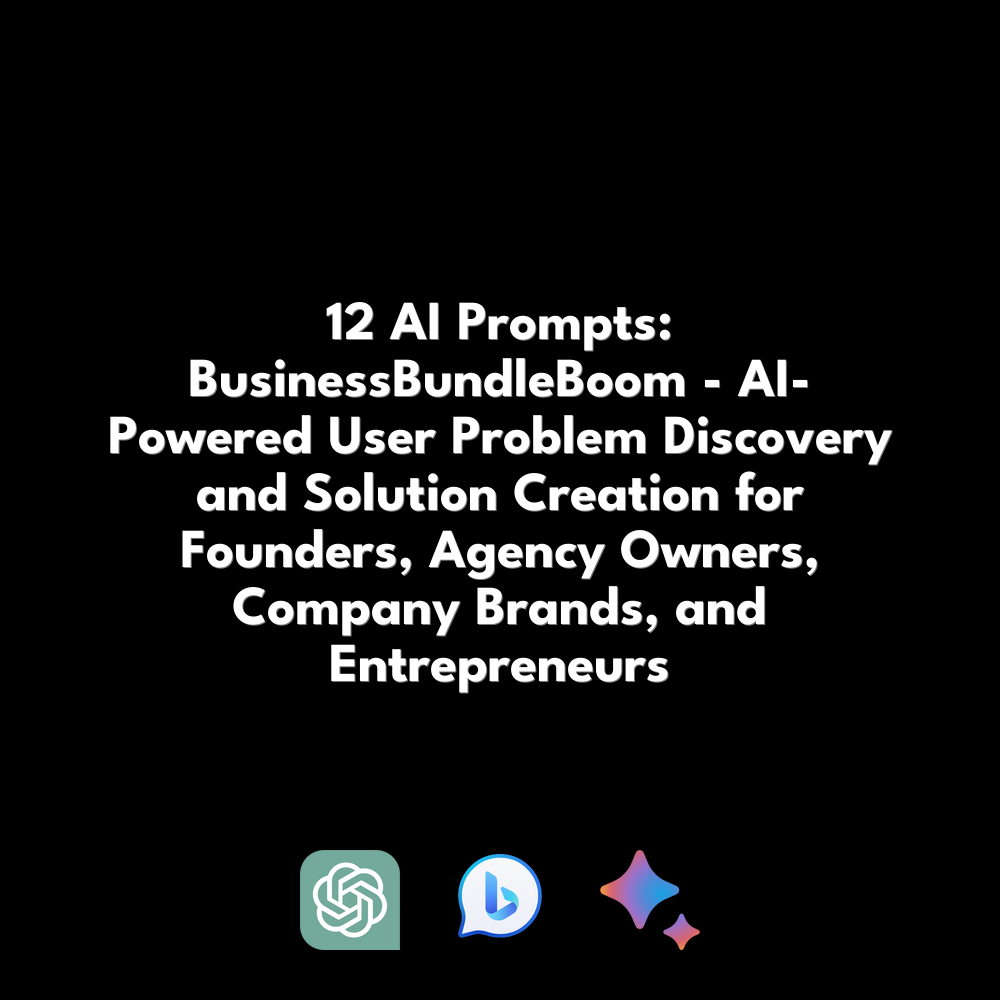 12 AI Prompts:
BusinessBundleBoom - AI-
Powered User Problem Discovery
and Solution Creation for
Founders, Agency Owners,
Company Brands, and
Entrepreneurs